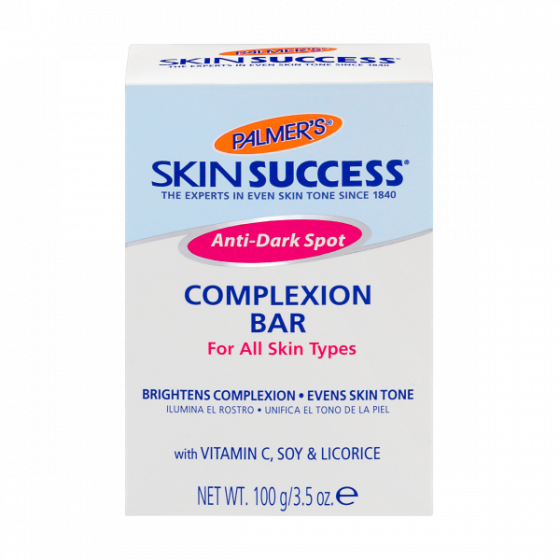 PALMER'S®
SKIN SUCCESS®
THE EXPERTS IN EVEN SKIN TONE SINCE 1840
PALMER'S®
SKIN SUCCESS®
THE EXPERTS IN EVEN SKIN TONE SINCE 1840
Anti-Dark Spot
COMPLEXION
BAR
For All Skin Types
BRIGHTENS COMPLEXION • EVENS SKIN TONE
ILUMINA EL ROSTRO • UNIFICA EL TONO DE LA PIEL
with VITAMIN C, SOY & LICORICE
NET WT. 100 g/3.5 oz. ℮